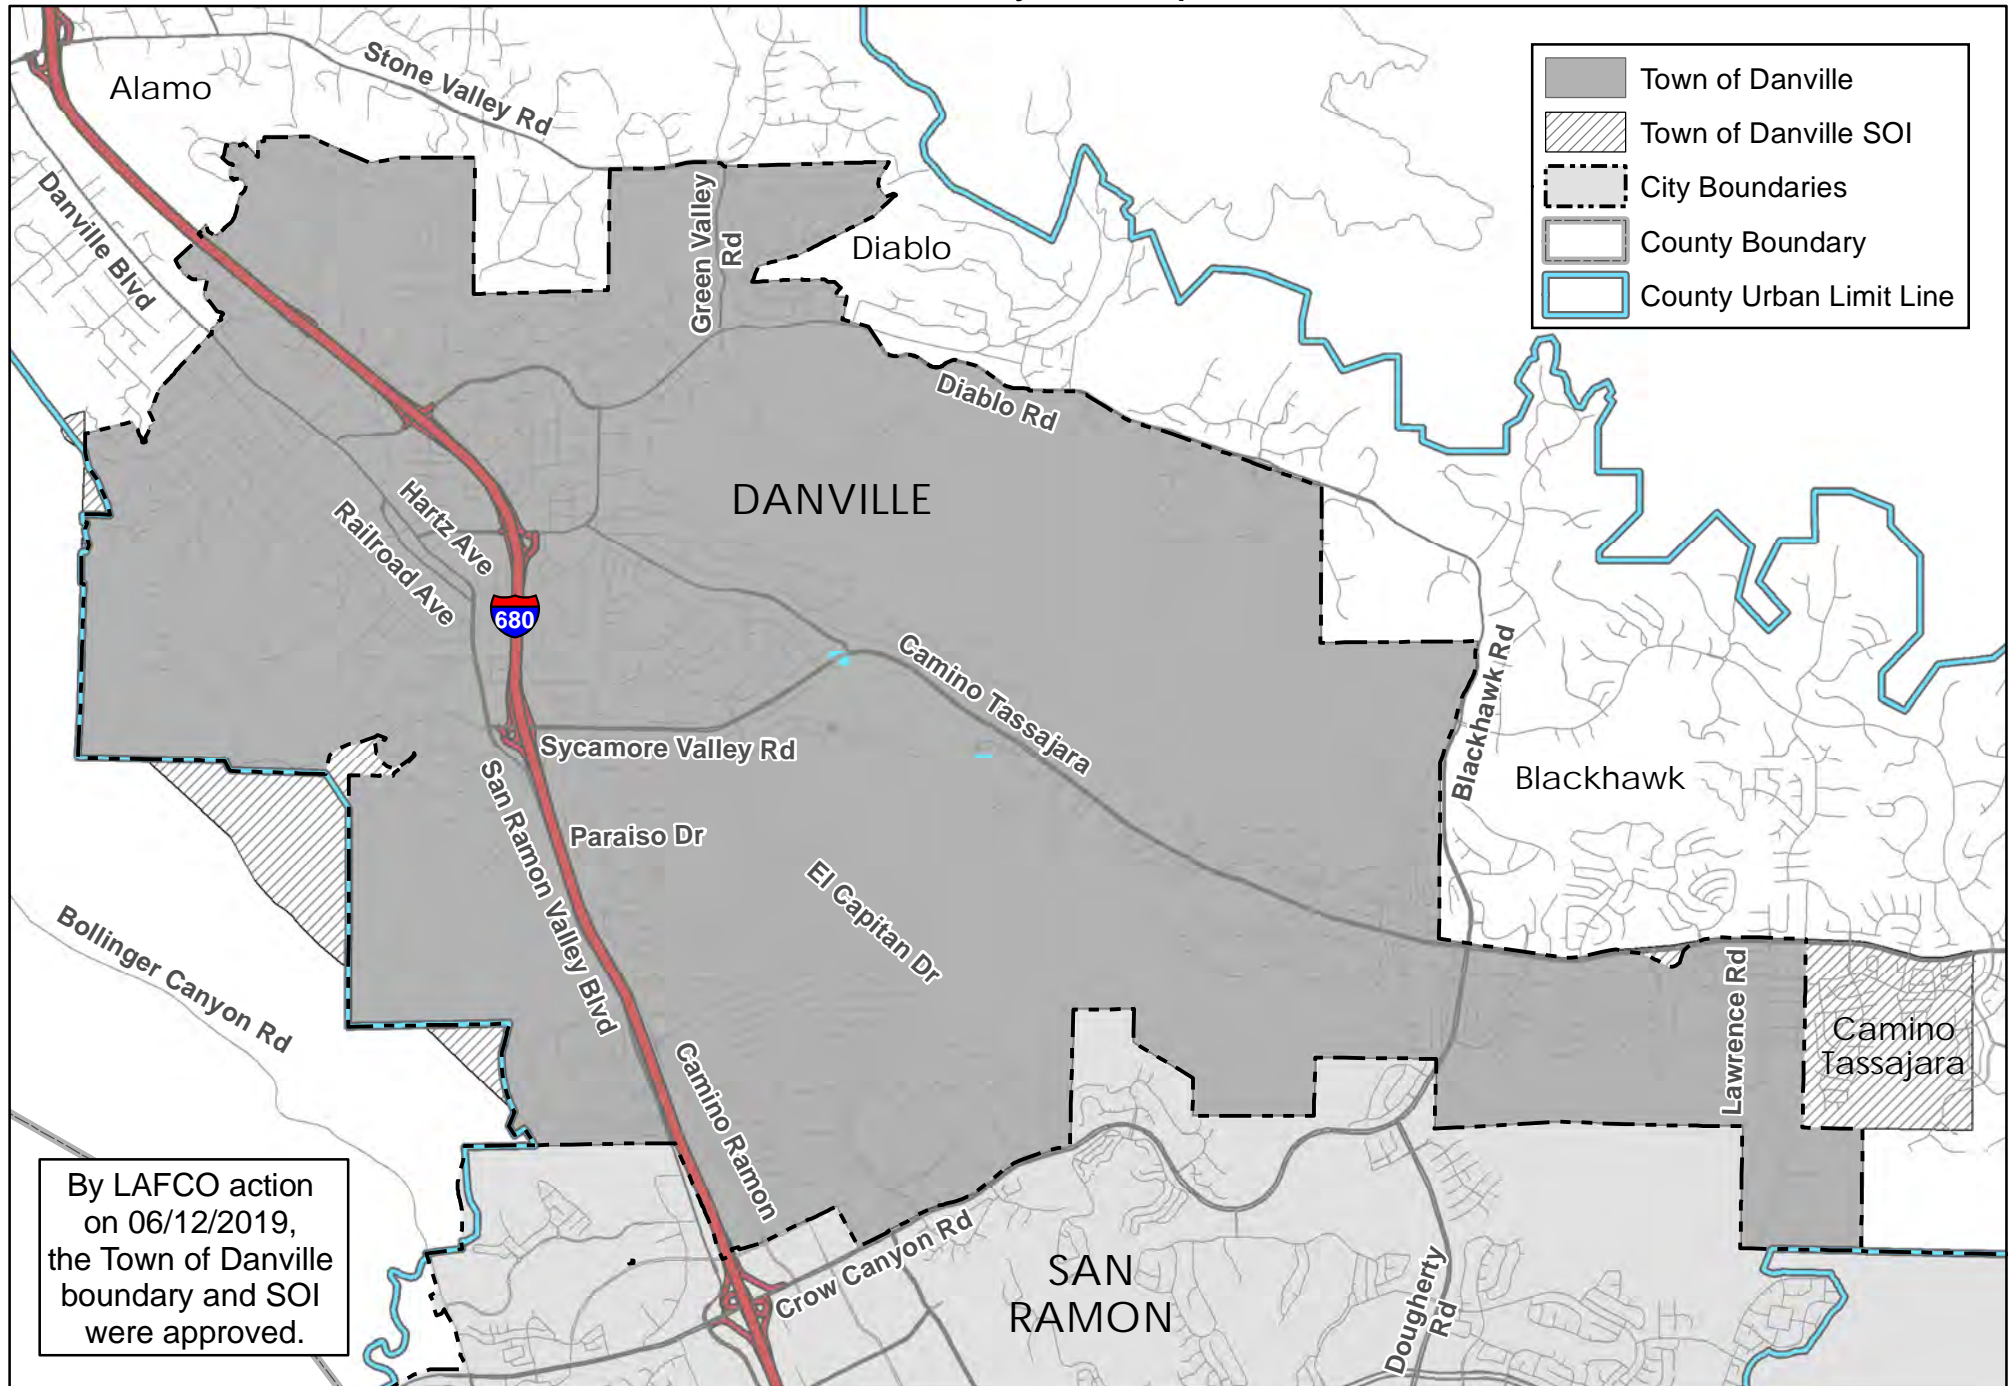 Stone Valley Rd
Alamo
Town of Danville
Town of Danville SOI
City Boundaries
County Boundary
County Urban Limit Line
Danville Blvd
Green Valley
Rd
Diablo
Diablo Rd
DANVILLE
Hartz Ave
Railroad Ave
680
Camino Tassajara
Blackhawk Rd
Sycamore Valley Rd
Blackhawk
San Ramon Valley Blvd
Paraiso Dr
El Capitan Dr
Bollinger Canyon Rd
Lawrence Rd
Camino
Tassajara
Camino Ramon
By LAFCO action
on 06/12/2019,
the Town of Danville
boundary and SOI
were approved.
Crow Canyon Rd
SAN
RAMON
Dougherty
Rd